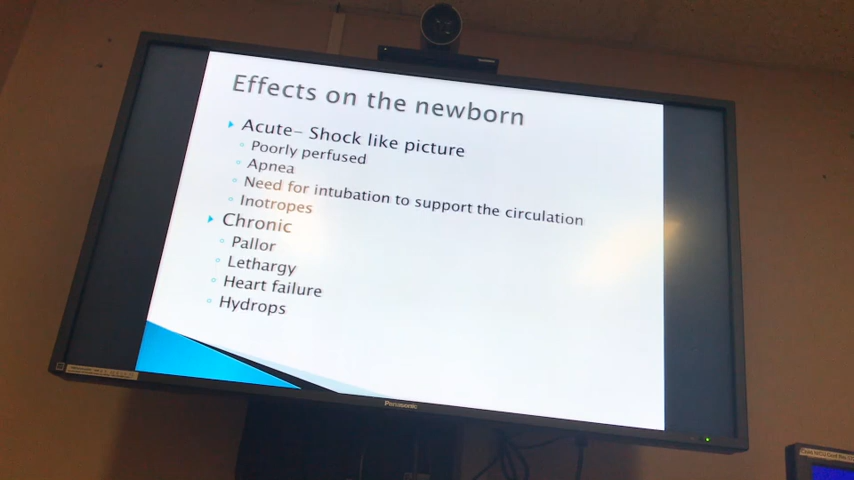 Effects on the newborn
Acute– Shock like picture
Poorly perfused
Apnea
Need for intubation to support the circulation
Inotropes
Chronic
Pallor
Lethargy
Heart failure
Hydrops
Panasonic